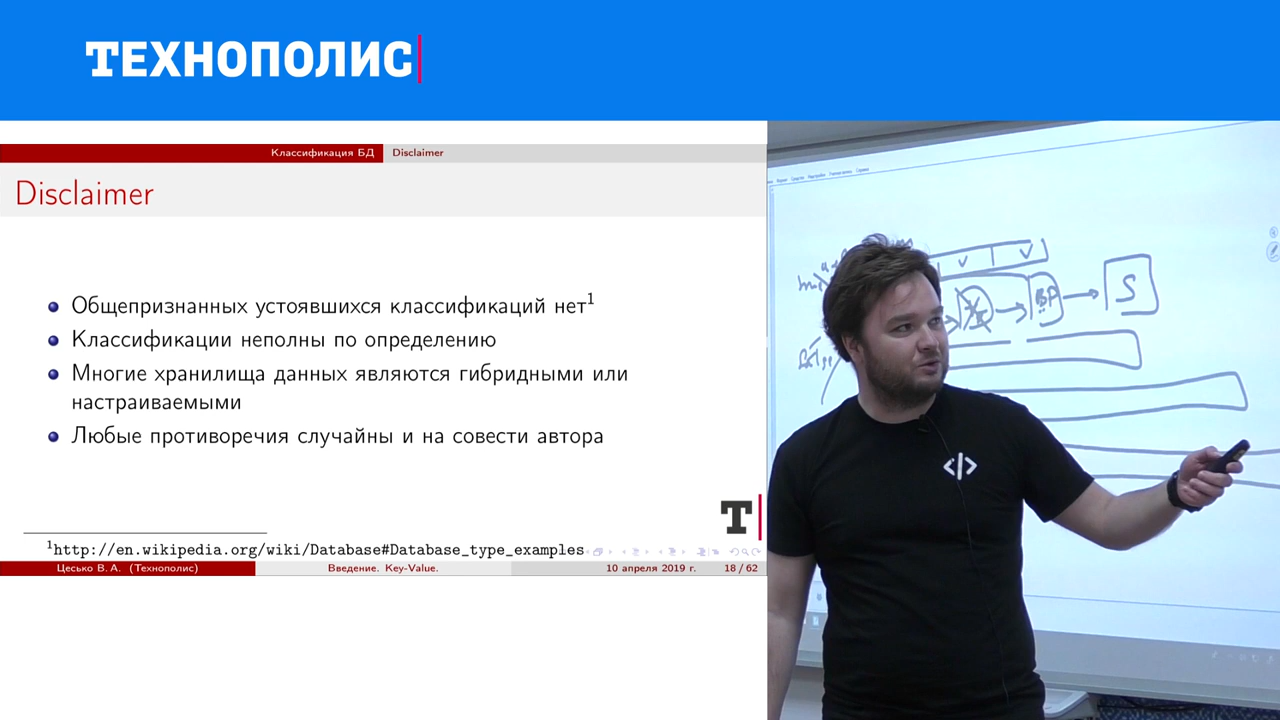 ТЕХНОПОЛИС
Классификация БД Disclaimer
Disclaimer
Общепризнанных устоявшихся классификаций нет¹
Классификации неполны по определению
Многие хранилища данных являются гибридными или
настраиваемыми
Любые противоречия случайны и на совести автора
Т
¹http://en.wikipedia.org/wiki/Database#Database_type_examples
Цесько В. А. (Технополис) Введение. Key-Value. 10 апреля 2019 г. 18 / 62
</>
S